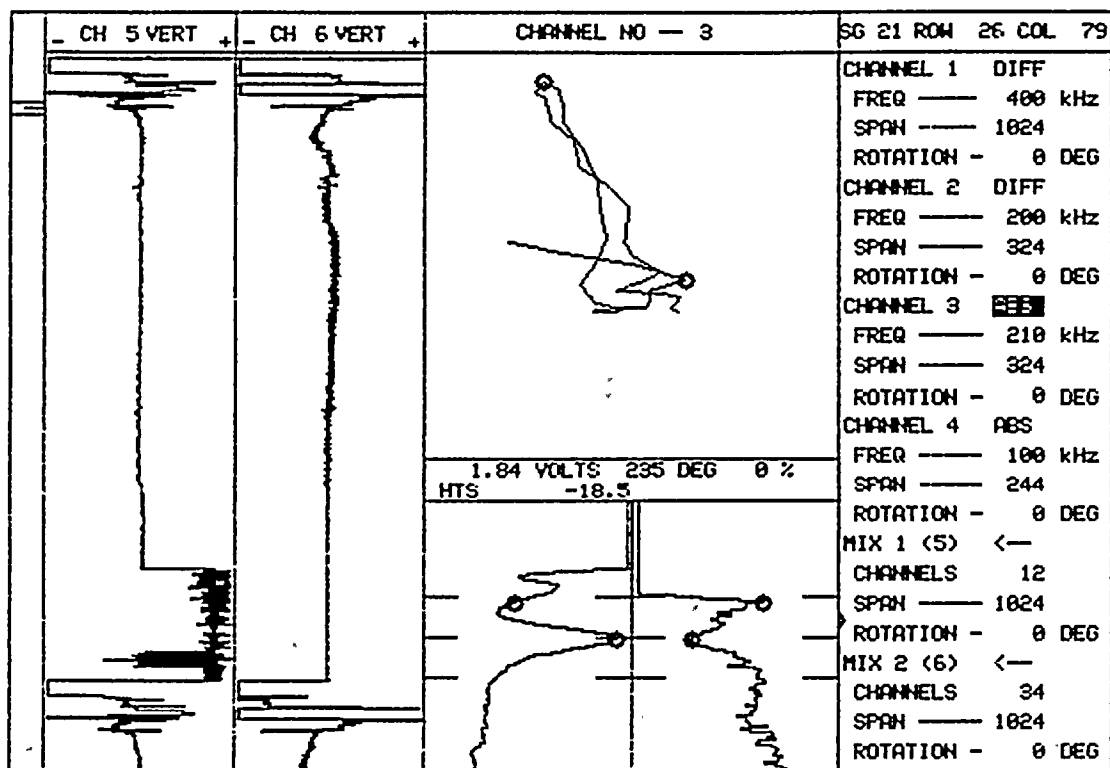 - CH 5 VERT +
- CH 6 VERT +
CHANNEL NO — 3
SG 21 ROW 26 COL 79
CHANNEL 1 DIFF
FREQ —— 400 kHz
SPAN —— 1024
ROTATION - 0 DEG
CHANNEL 2 DIFF
FREQ —— 200 kHz
SPAN —— 324
ROTATION - 0 DEG
CHANNEL 3
FREQ —— 210 kHz
SPAN —— 324
ROTATION - 0 DEG
CHANNEL 4 ABS
FREQ —— 100 kHz
SPAN —— 244
ROTATION - 0 DEG
MIX 1 (5) <—
CHANNELS 12
SPAN —— 1024
ROTATION - 0 DEG
MIX 2 (6) <—
CHANNELS 34
SPAN —— 1024
ROTATION - 0 DEG
1.84 VOLTS 235 DEG 0 %
HTS -18.5